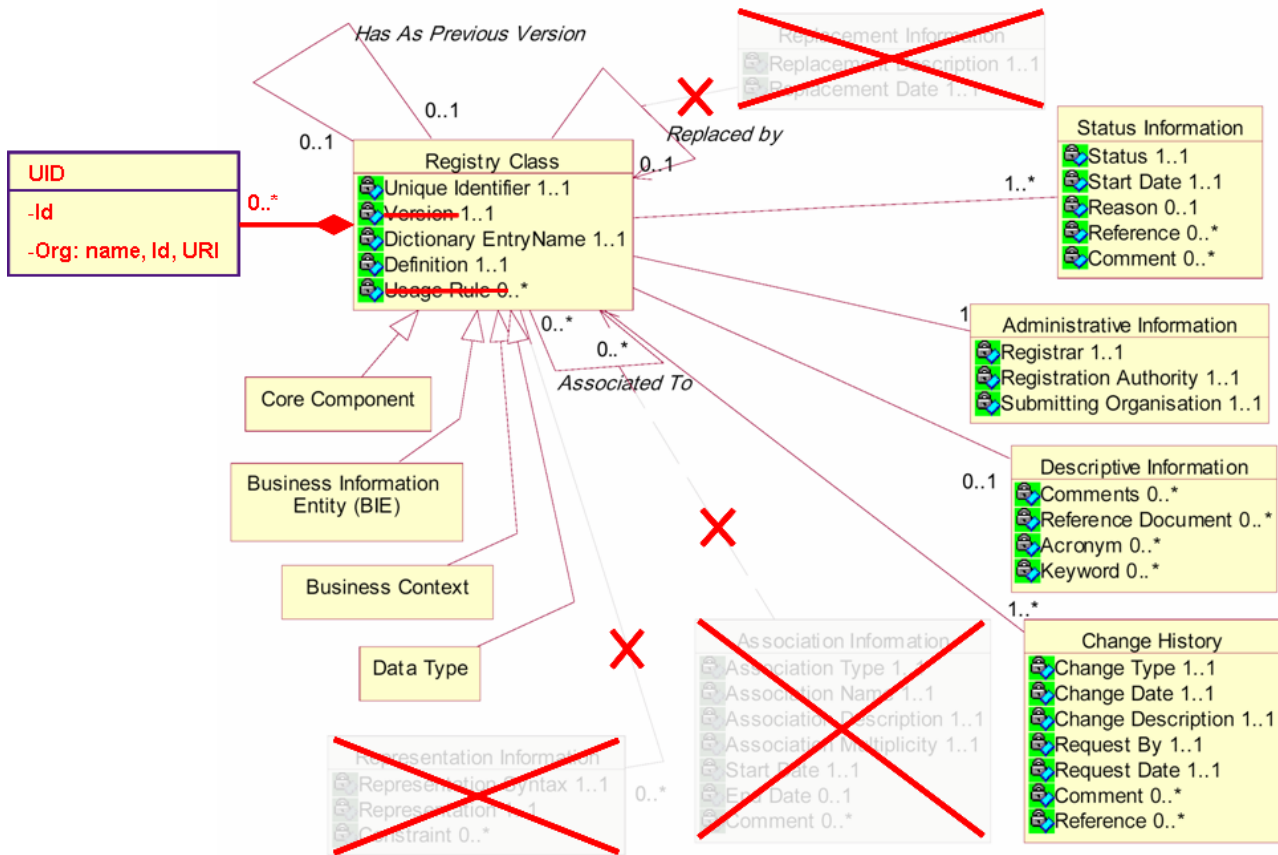 Has As Previous Version
0..1
0..1
Replacement Information
Replacement Description 1..1
Replacement Date 1..1
Replaced by
0..1
UID
-Id
-Org: name, Id, URI
0..*
Registry Class
Unique Identifier 1..1
Version 1..1
Dictionary EntryName 1..1
Definition 1..1
Usage Rule 0..*
1..*
Status Information
Status 1..1
Start Date 1..1
Reason 0..1
Reference 0..*
Comment 0..*
0..*
0..*
Associated To
1
Administrative Information
Registrar 1..1
Registration Authority 1..1
Submitting Organisation 1..1
Core Component
Business Information
Entity (BIE)
Business Context
Data Type
0..1
Descriptive Information
Comments 0..*
Reference Document 0..*
Acronym 0..*
Keyword 0..*
1..*
Change History
Change Type 1..1
Change Date 1..1
Change Description 1..1
Request By 1..1
Request Date 1..1
Comment 0..*
Reference 0..*
Association Information
Association Type 1..1
Association Name 1..1
Association Description 1..1
Association Multiplicity 1..1
Start Date 1..1
End Date 0..1
Comment 0..*
Representation Information
Representation Syntax 1..1
Representation 1..1
Constraint 0..*
0..*